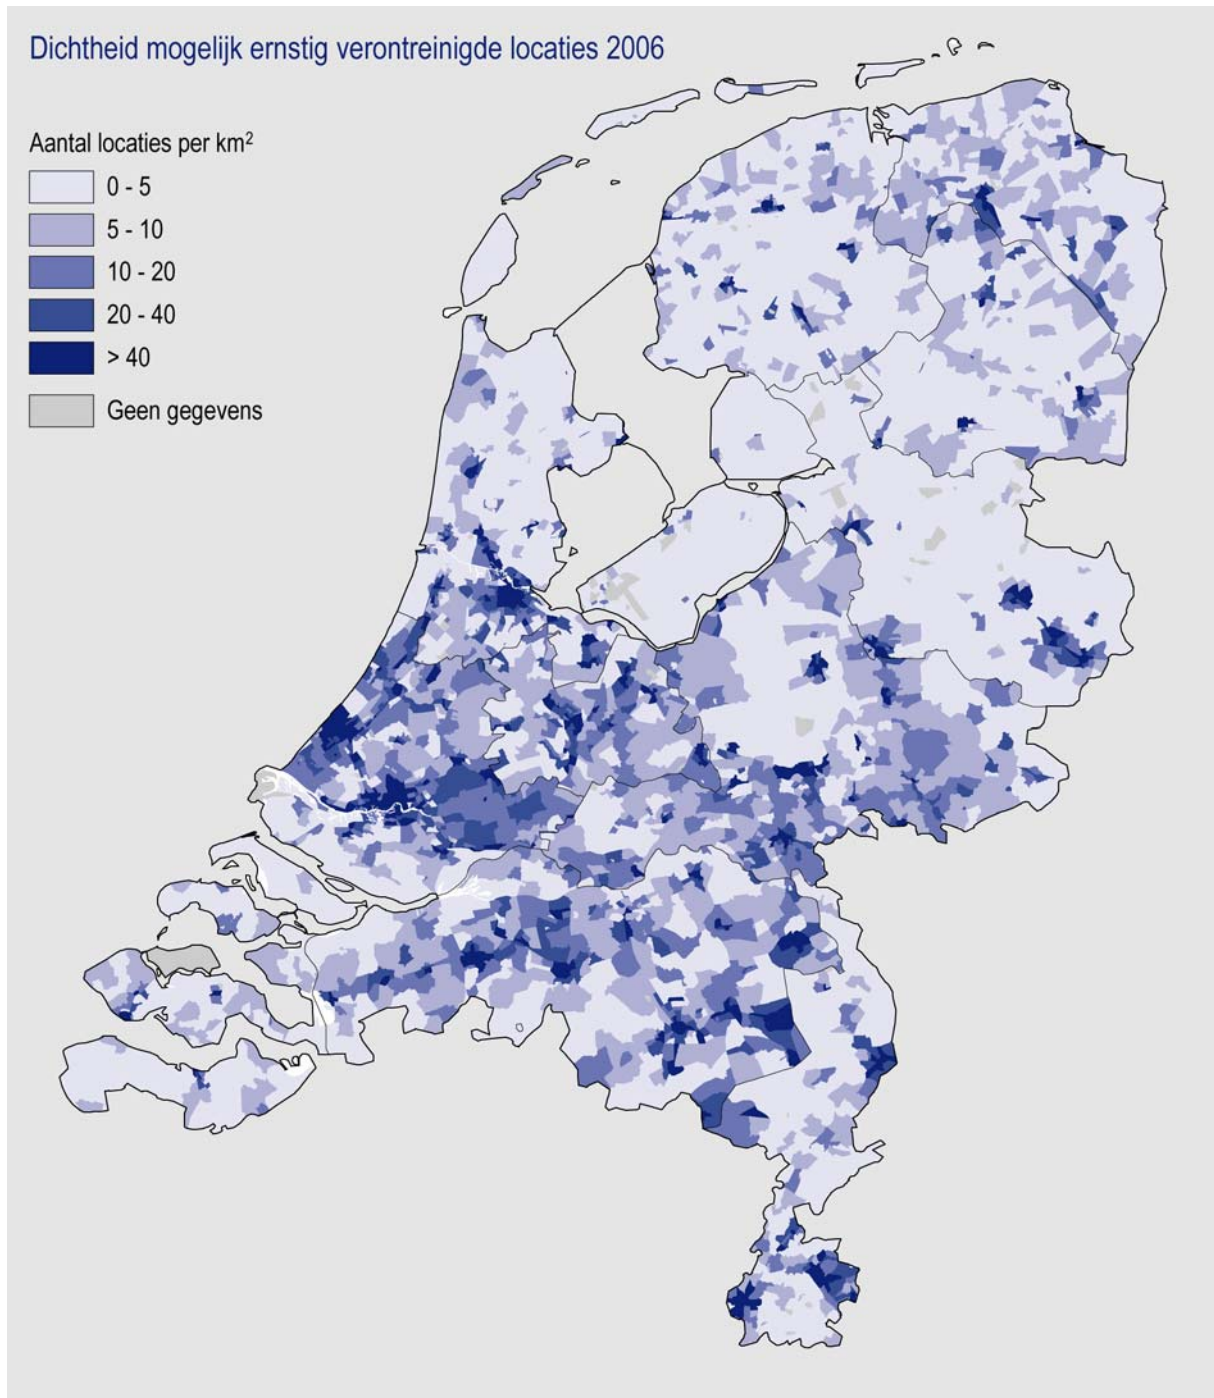 Dichtheid mogelijk ernstig verontreinigde locaties 2006
Aantal locaties per km²
0 - 5
5 - 10
10 - 20
20 - 40
> 40
Geen gegevens